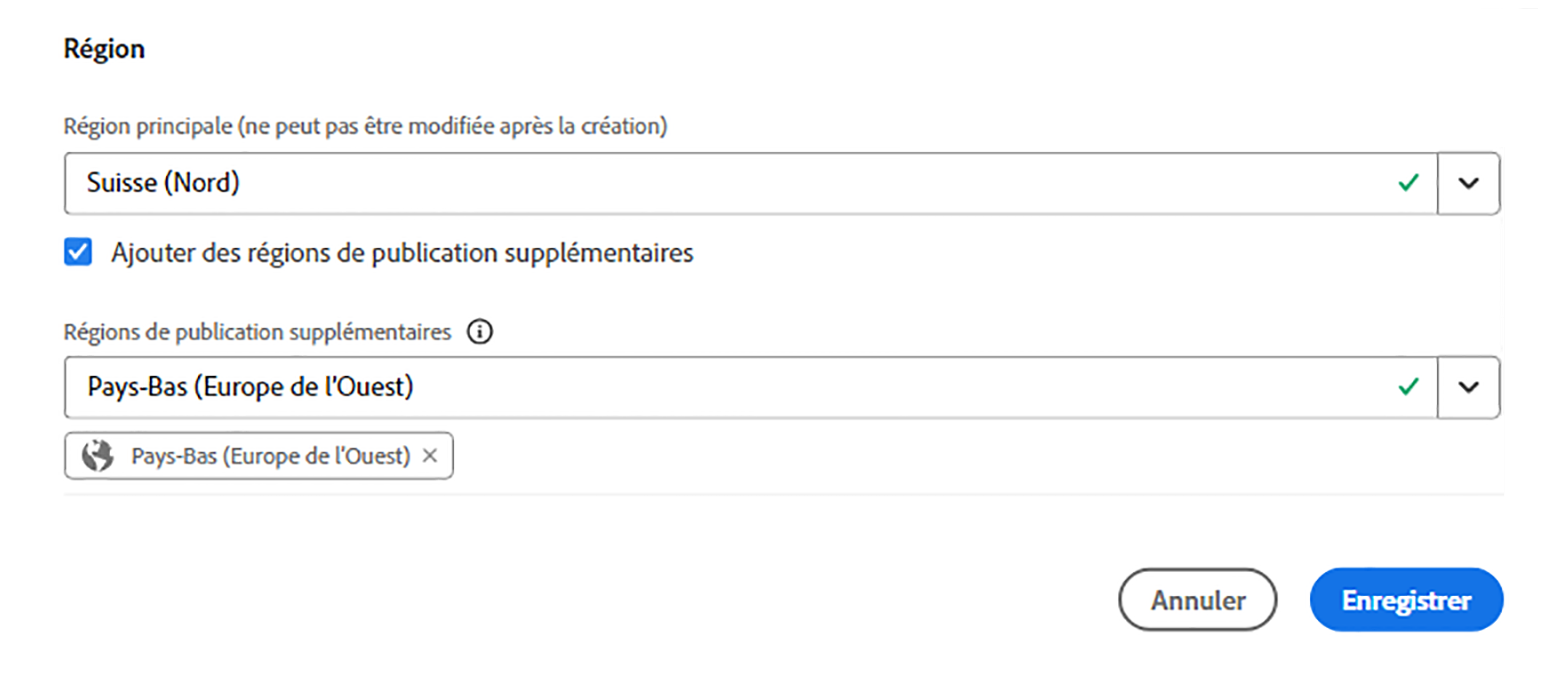 Région
Région principale (ne peut pas être modifiée après la création)
Suisse (Nord)
Ajouter des régions de publication supplémentaires
Régions de publication supplémentaires
Pays-Bas (Europe de l'Ouest)
Pays-Bas (Europe de l'Ouest)
Annuler
Enregistrer